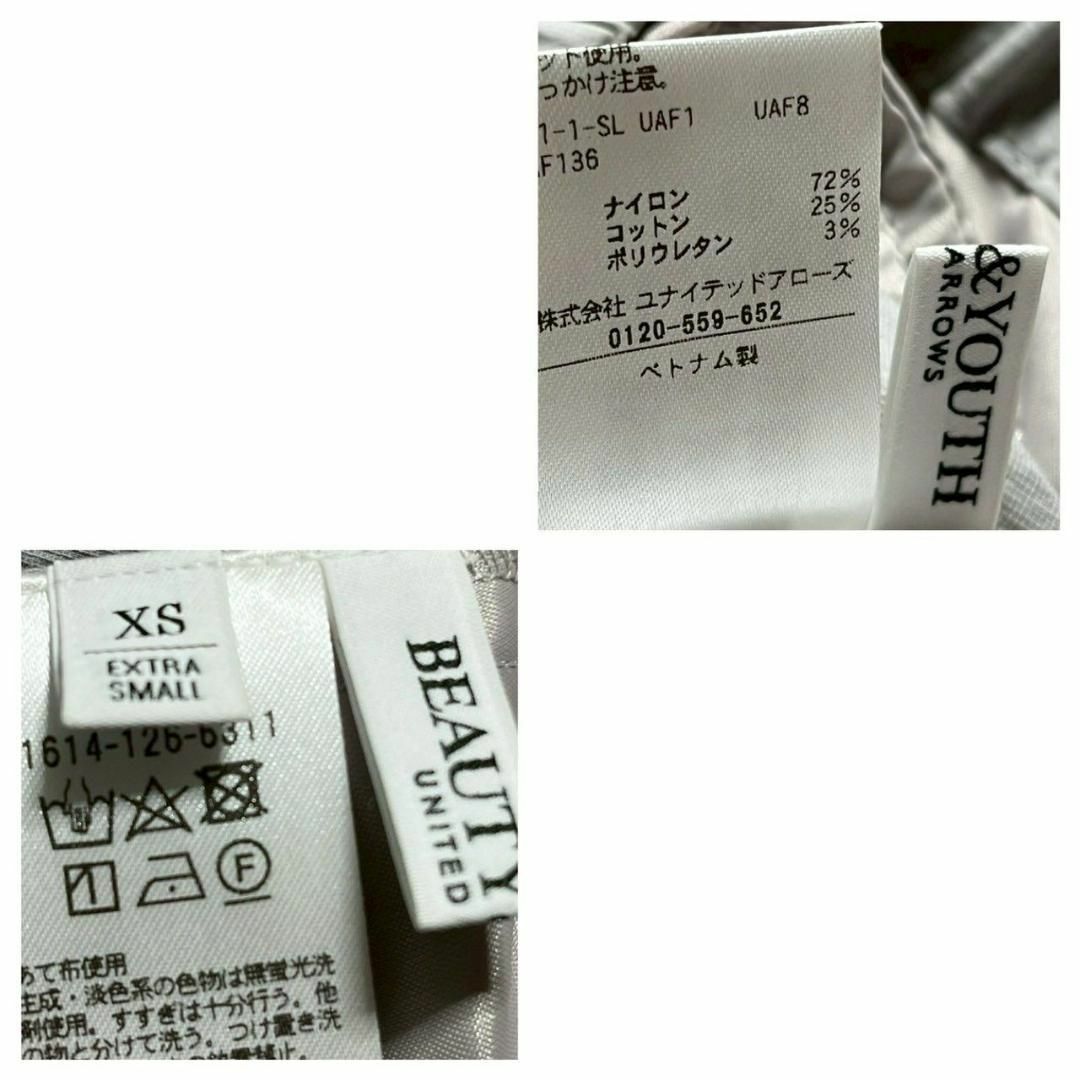 ット使用。
っかけ注意。
1-1-SL UAF1 UAF8
F136
ナイロン 72%
コットン 25%
ポリウレタン 3%
株式会社 ユナイテッドアローズ
0120-559-652
ベトナム製
&YOUTH
ARROWS
XS
EXTRA
SMALL
1614-126-6311
F
BEAUTY
UNITED
あて布使用
生成・淡色系の色物は無蛍光洗
剤使用。すすぎは十分行う。他
の物と分けて洗う。つけ置き洗